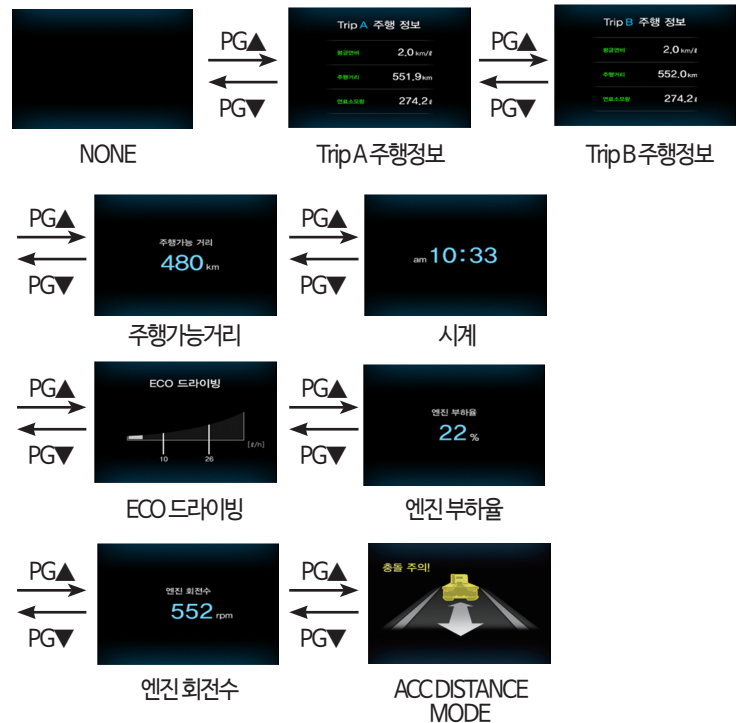 PG▲
PG▼
NONE
Trip A 주행 정보
평균연비 2.0 km/ℓ
주행거리 551.9 km
연료소모량 274.2 ℓ
Trip A 주행정보
PG▲
PG▼
Trip B 주행 정보
평균연비 2.0 km/ℓ
주행거리 552.0 km
연료소모량 274.2 ℓ
Trip B 주행정보
PG▲
PG▼
주행가능 거리
480 km
주행가능거리
PG▲
PG▼
am 10:33
시계
PG▲
PG▼
ECO 드라이빙
[ℓ/h]
10 26
ECO 드라이빙
PG▲
PG▼
엔진 부하율
22 %
엔진 부하율
PG▲
PG▼
엔진 회전수
552 rpm
엔진 회전수
PG▲
PG▼
충돌 주의!
ACC DISTANCE
MODE